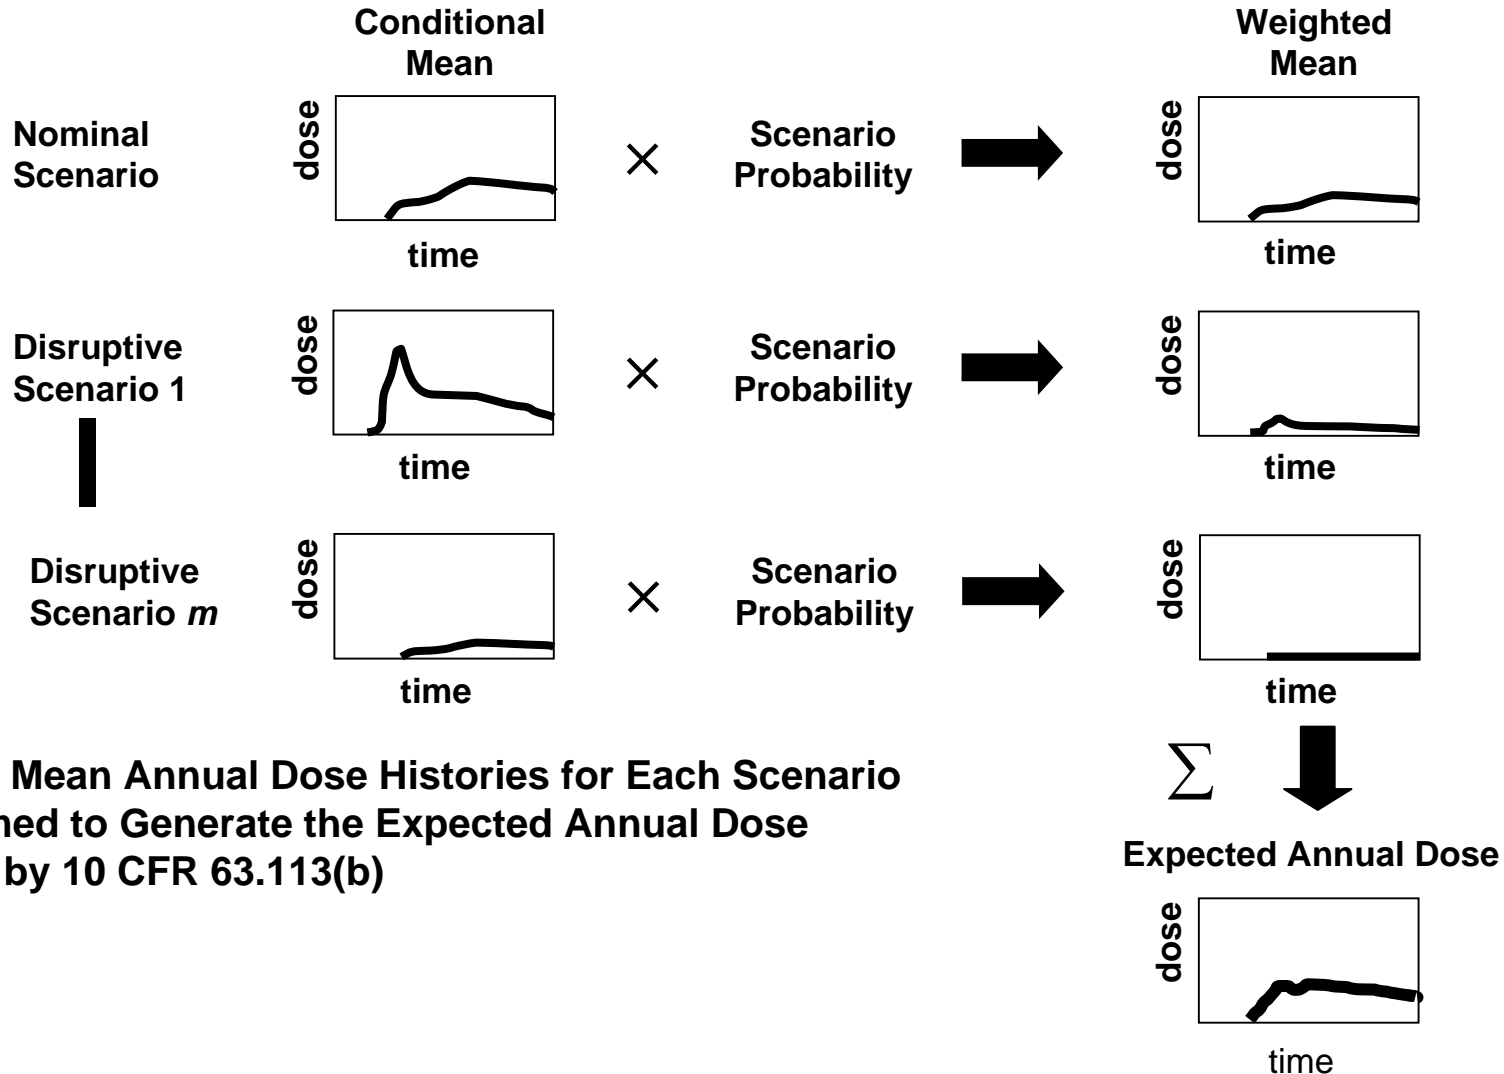 Conditional
Mean
Weighted
Mean
Nominal
Scenario
dose
time
×
Scenario
Probability
dose
time
Disruptive
Scenario 1
dose
time
×
Scenario
Probability
dose
time
Disruptive
Scenario m
dose
time
×
Scenario
Probability
dose
time
Mean Annual Dose Histories for Each Scenario
to Generate the Expected Annual Dose
by 10 CFR 63.113(b)
∑
Expected Annual Dose
dose
time